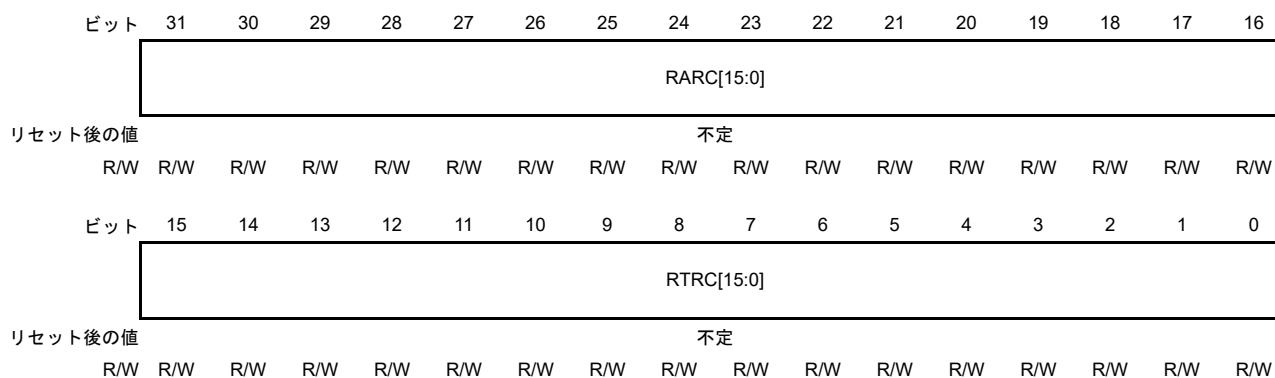 ビット 31 30 29 28 27 26 25 24 23 22 21 20 19 18 17 16
RARC[15:0]
リセット後の値 不定
R/W R/W R/W R/W R/W R/W R/W R/W R/W R/W R/W R/W R/W R/W R/W R/W R/W
ビット 15 14 13 12 11 10 9 8 7 6 5 4 3 2 1 0
RTRC[15:0]
リセット後の値 不定
R/W R/W R/W R/W R/W R/W R/W R/W R/W R/W R/W R/W R/W R/W R/W R/W R/W